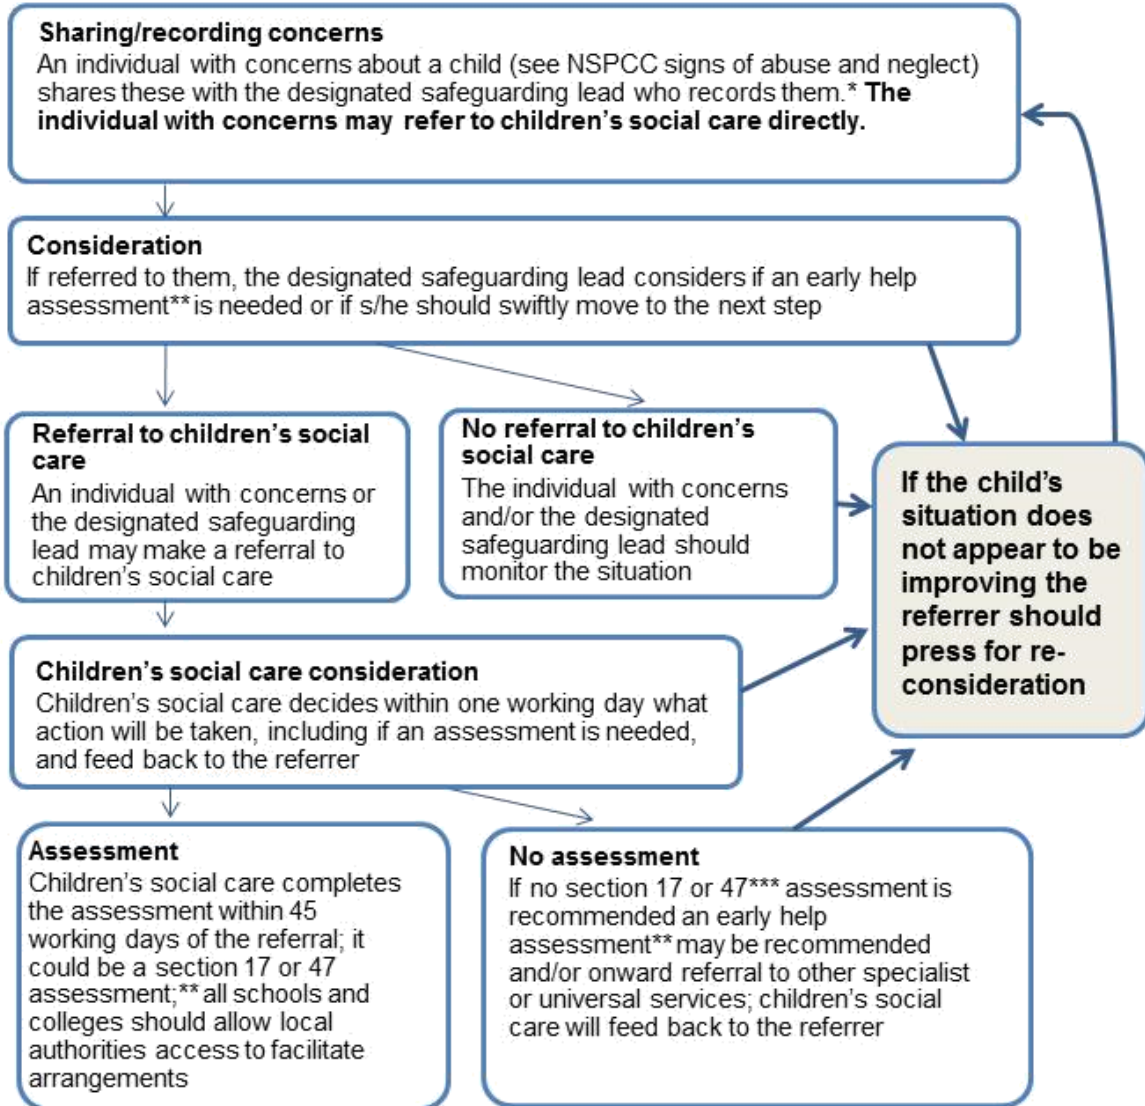 Sharing/recording concerns
An individual with concerns about a child (see NSPCC signs of abuse and neglect)
shares these with the designated safeguarding lead who records them.* The
individual with concerns may refer to children's social care directly.
Consideration
If referred to them, the designated safeguarding lead considers if an early help
assessment** is needed or if s/he should swiftly move to the next step
Referral to children's social
care
An individual with concerns or
the designated safeguarding
lead may make a referral to
children's social care
No referral to children's
social care
The individual with concerns
and/or the designated
safeguarding lead should
monitor the situation
If the child's
situation does
not appear to be
improving the
referrer should
press for re-
consideration
Children's social care consideration
Children's social care decides within one working day what
action will be taken, including if an assessment is needed,
and feed back to the referrer
Assessment
Children's social care completes
the assessment within 45
working days of the referral; it
could be a section 17 or 47
assessment;** all schools and
colleges should allow local
authorities access to facilitate
arrangements
No assessment
If no section 17 or 47*** assessment is
recommended an early help
assessment** may be recommended
and/or onward referral to other specialist
or universal services; children's social
care will feed back to the referrer